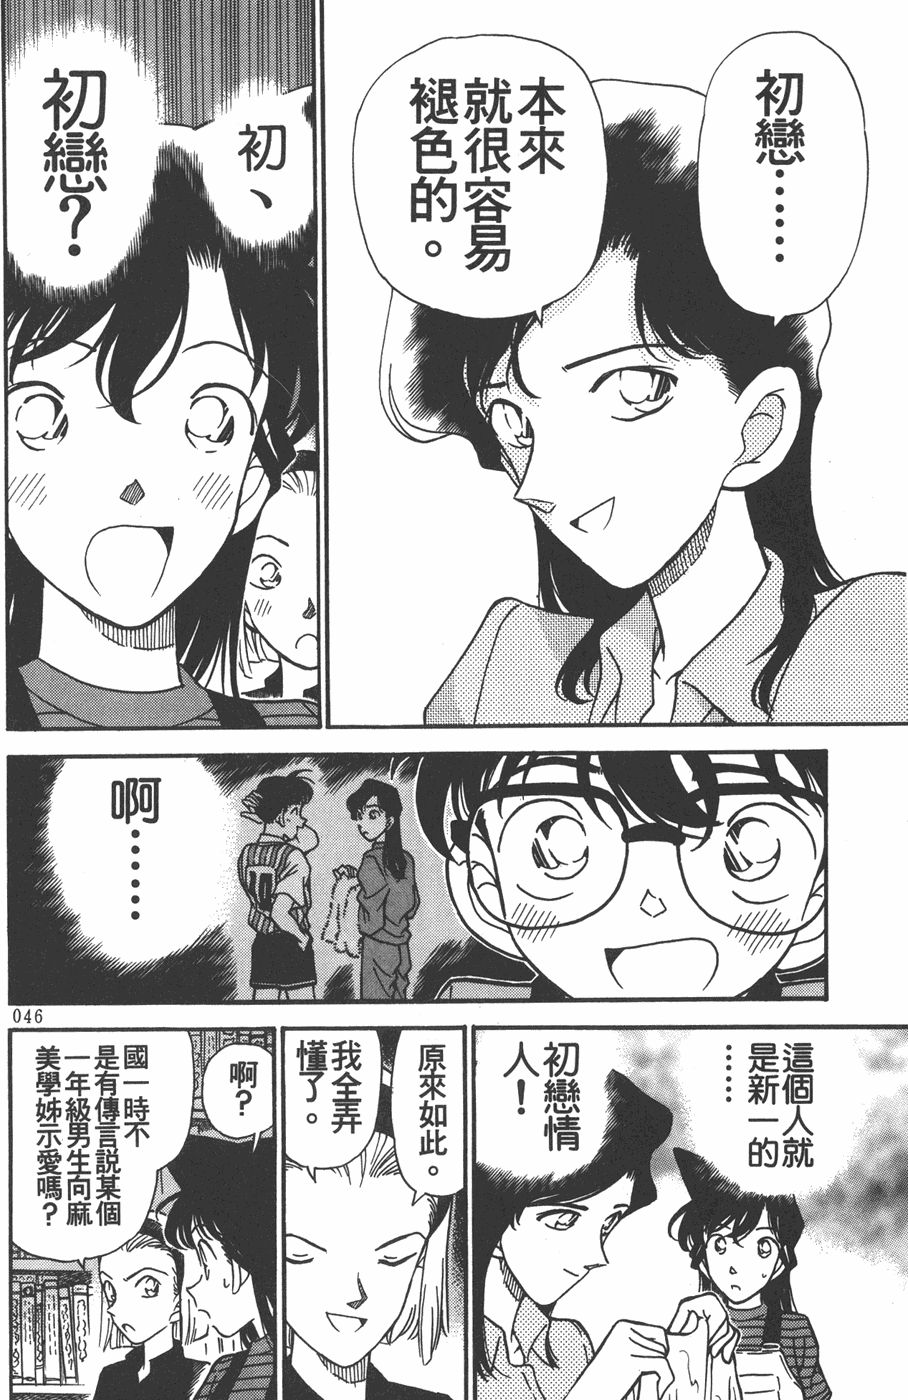 初戀……
本來
就很容易
褪色的。
初、
初戀？
啊……
046
這個人就
是新一的
……
初戀情
人！
原來如此。
我全弄
懂了。
啊？
國一時不
是有傳言說某個
一年級男生向麻
美學姊示愛嗎？